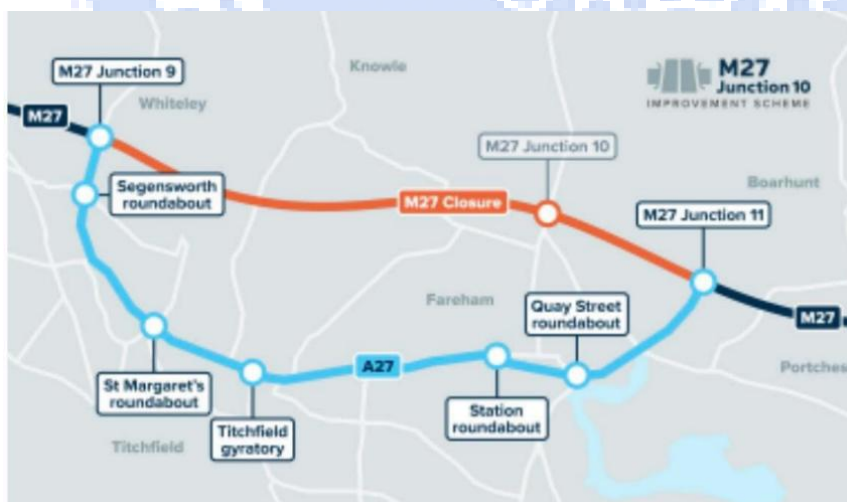 M27 Junction 9
Knowle
M27
Junction 10
IMPROVEMENT SCHEME
M27
Whiteley
M27 Junction 10
Segensworth
roundabout
M27 Closure
Boarhunt
M27 Junction 11
Fareham
Quay Street
roundabout
M27
St Margaret's
roundabout
A27
Portches
Titchfield
Titchfield
gyratory
Station
roundabout